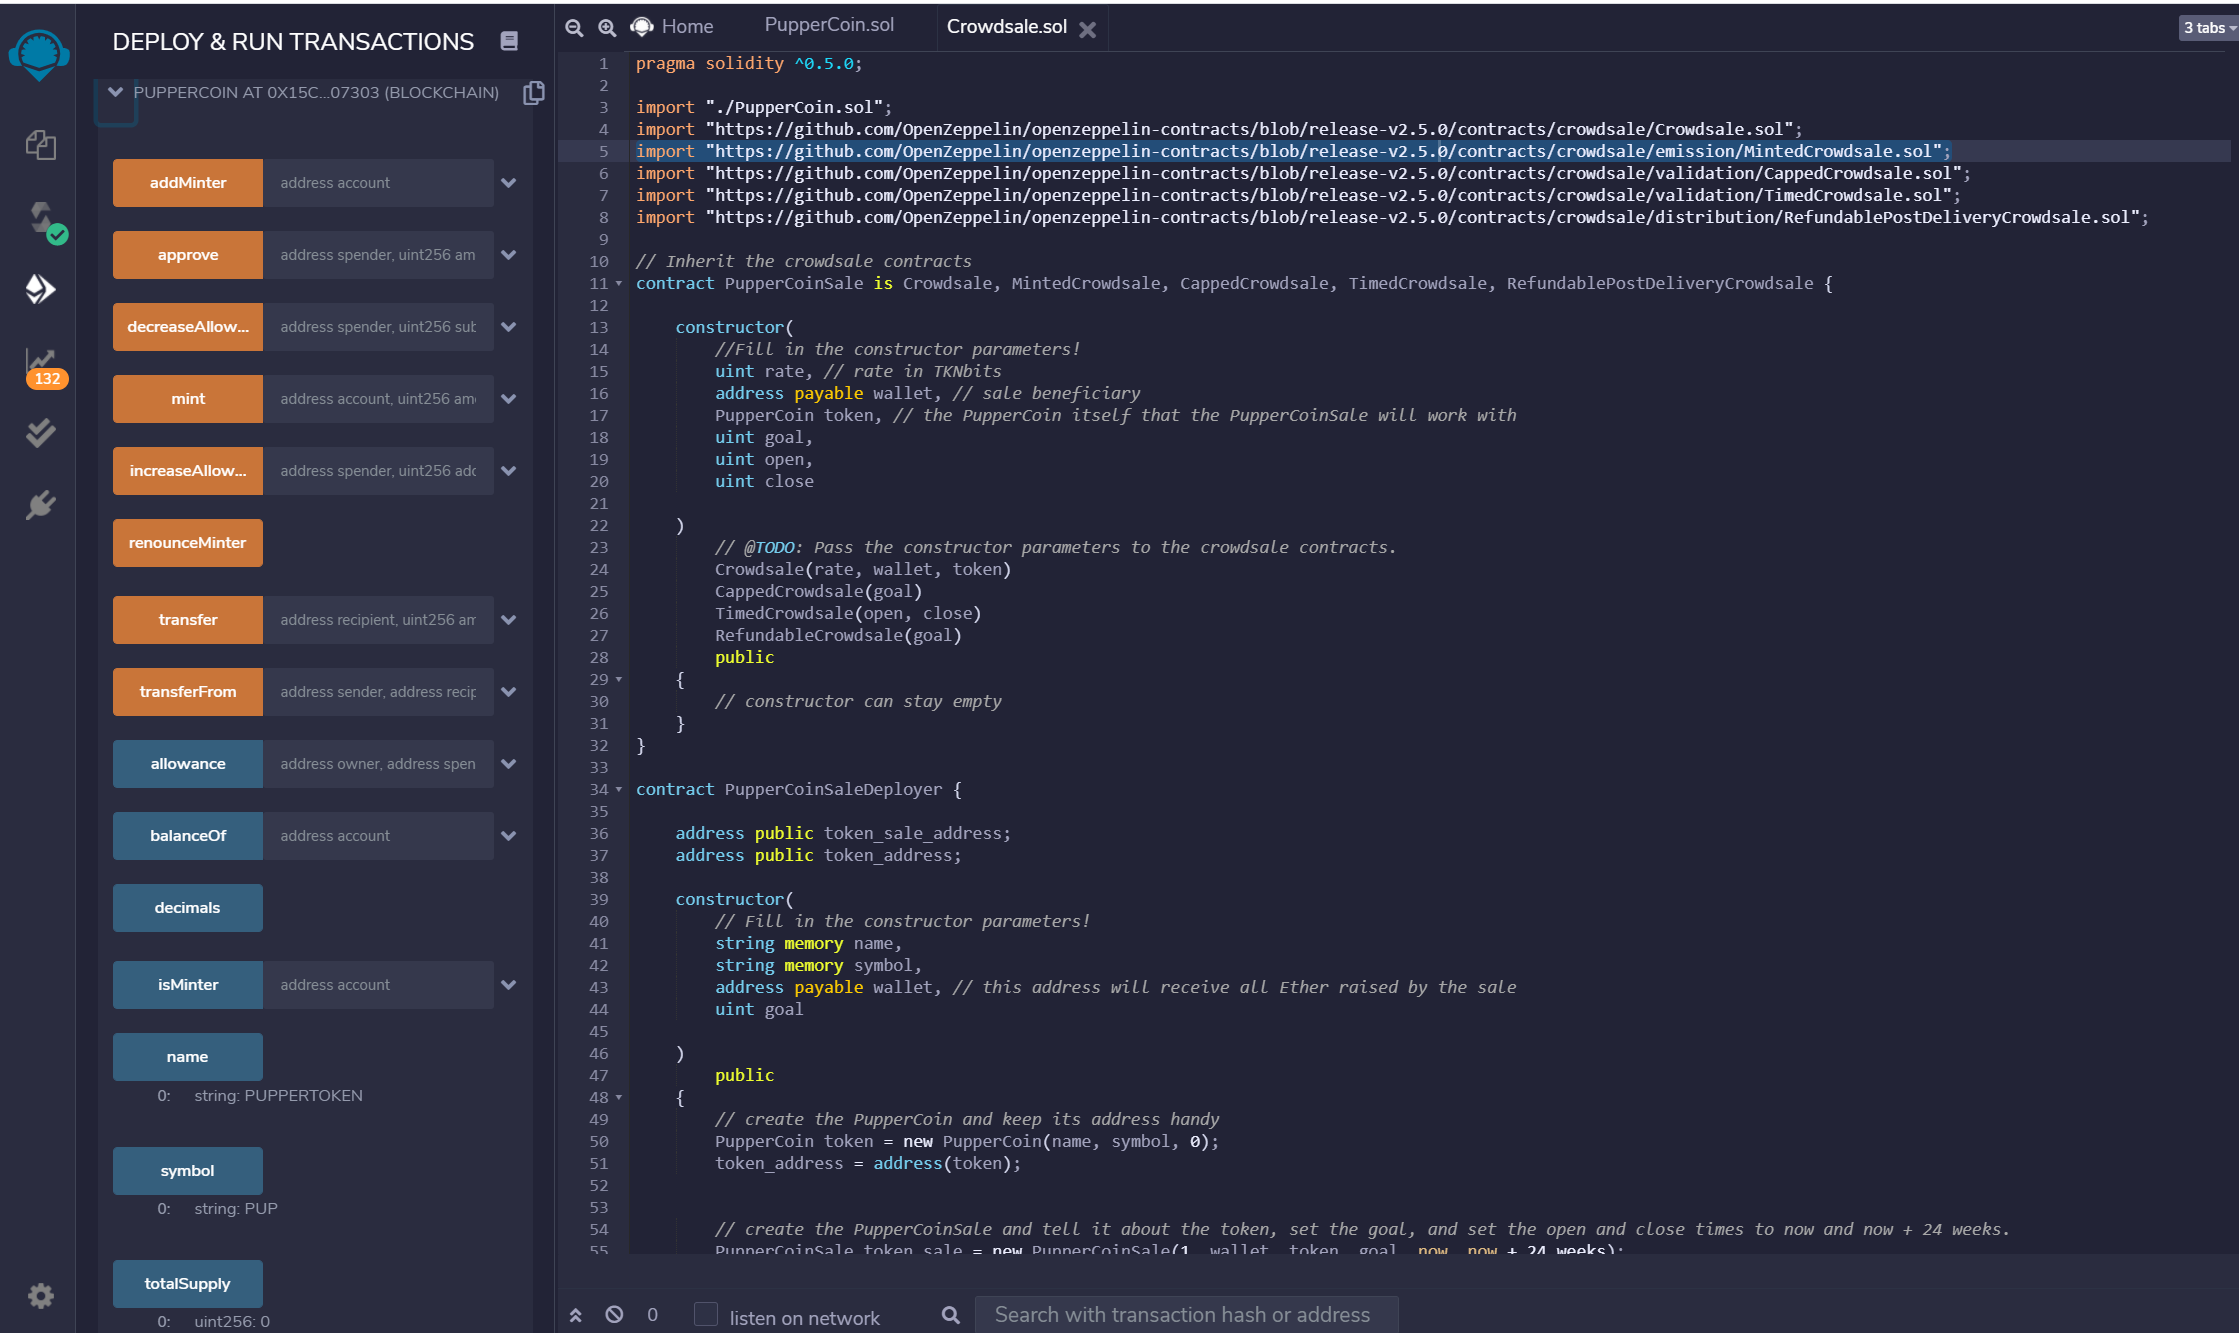 DEPLOY & RUN TRANSACTIONS
PUPPERCOIN AT 0X15C...07303 (BLOCKCHAIN)
132
addMinter address account
approve address spender, uint256 am
decreaseAllow... address spender, uint256 sub
mint address account, uint256 am
increaseAllow... address spender, uint256 add
renounceMinter
transfer address recipient, uint256 am
transferFrom address sender, address recip
allowance address owner, address spen
balanceOf address account
decimals
isMinter address account
name
0: string: PUPPERTOKEN
symbol
0: string: PUP
totalSupply
0: uint256: 0
Home PupperCoin.sol Crowdsale.sol 3 tabs
1 pragma solidity ^0.5.0;
2
3 import "./PupperCoin.sol";
4 import "https://github.com/OpenZeppelin/openzeppelin-contracts/blob/release-v2.5.0/contracts/crowdsale/Crowdsale.sol";
5 import "https://github.com/OpenZeppelin/openzeppelin-contracts/blob/release-v2.5.0/contracts/crowdsale/emission/MintedCrowdsale.sol";
6 import "https://github.com/OpenZeppelin/openzeppelin-contracts/blob/release-v2.5.0/contracts/crowdsale/validation/CappedCrowdsale.sol";
7 import "https://github.com/OpenZeppelin/openzeppelin-contracts/blob/release-v2.5.0/contracts/crowdsale/validation/TimedCrowdsale.sol";
8 import "https://github.com/OpenZeppelin/openzeppelin-contracts/blob/release-v2.5.0/contracts/crowdsale/distribution/RefundablePostDeliveryCrowdsale.sol";
9
10 // Inherit the crowdsale contracts
11 contract PupperCoinSale is Crowdsale, MintedCrowdsale, CappedCrowdsale, TimedCrowdsale, RefundablePostDeliveryCrowdsale {
12
13 constructor(
14 //Fill in the constructor parameters!
15 uint rate, // rate in TKNbits
16 address payable wallet, // sale beneficiary
17 PupperCoin token, // the PupperCoin itself that the PupperCoinSale will work with
18 uint goal,
19 uint open,
20 uint close
21
22 )
23 // @TODO: Pass the constructor parameters to the crowdsale contracts.
24 Crowdsale(rate, wallet, token)
25 CappedCrowdsale(goal)
26 TimedCrowdsale(open, close)
27 RefundableCrowdsale(goal)
28 public
29 {
30 // constructor can stay empty
31 }
32 }
33
34 contract PupperCoinSaleDeployer {
35
36 address public token_sale_address;
37 address public token_address;
38
39 constructor(
40 // Fill in the constructor parameters!
41 string memory name,
42 string memory symbol,
43 address payable wallet, // this address will receive all Ether raised by the sale
44 uint goal
45
46 )
47 public
48 {
49 // create the PupperCoin and keep its address handy
50 PupperCoin token = new PupperCoin(name, symbol, 0);
51 token_address = address(token);
52
53
54 // create the PupperCoinSale and tell it about the token, set the goal, and set the open and close times to now and now + 24 weeks.
55 PupperCoinSale token_sale = new PupperCoinSale(1, wallet, token, goal, now, now + 24 weeks);
0 listen on network Search with transaction hash or address